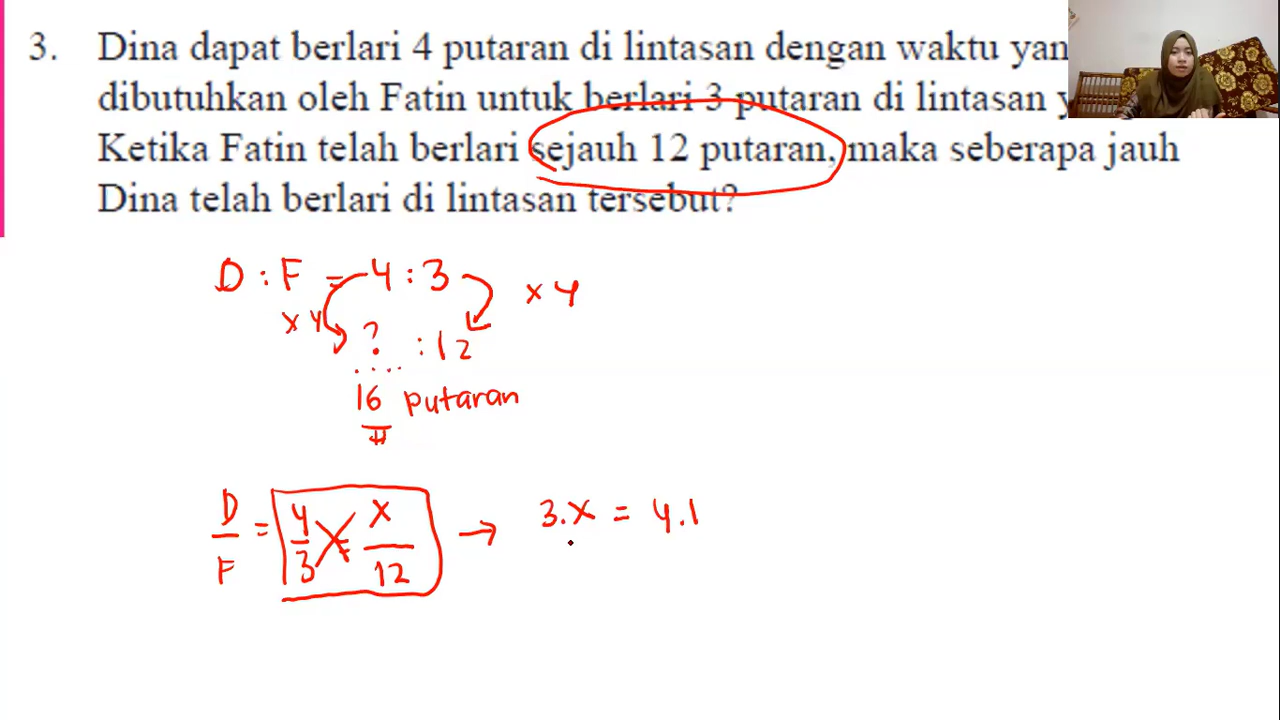 3. Dina dapat berlari 4 putaran di lintasan dengan waktu yan
dibutuhkan oleh Fatin untuk berlari 3 putaran di lintasan y
Ketika Fatin telah berlari sejauh 12 putaran, maka seberapa jauh
Dina telah berlari di lintasan tersebut?
D : F = 4 : 3
x 4
x 4
? : 12
....
16 putaran
D/F = 4/3 = x/12 → 3.x = 4.1